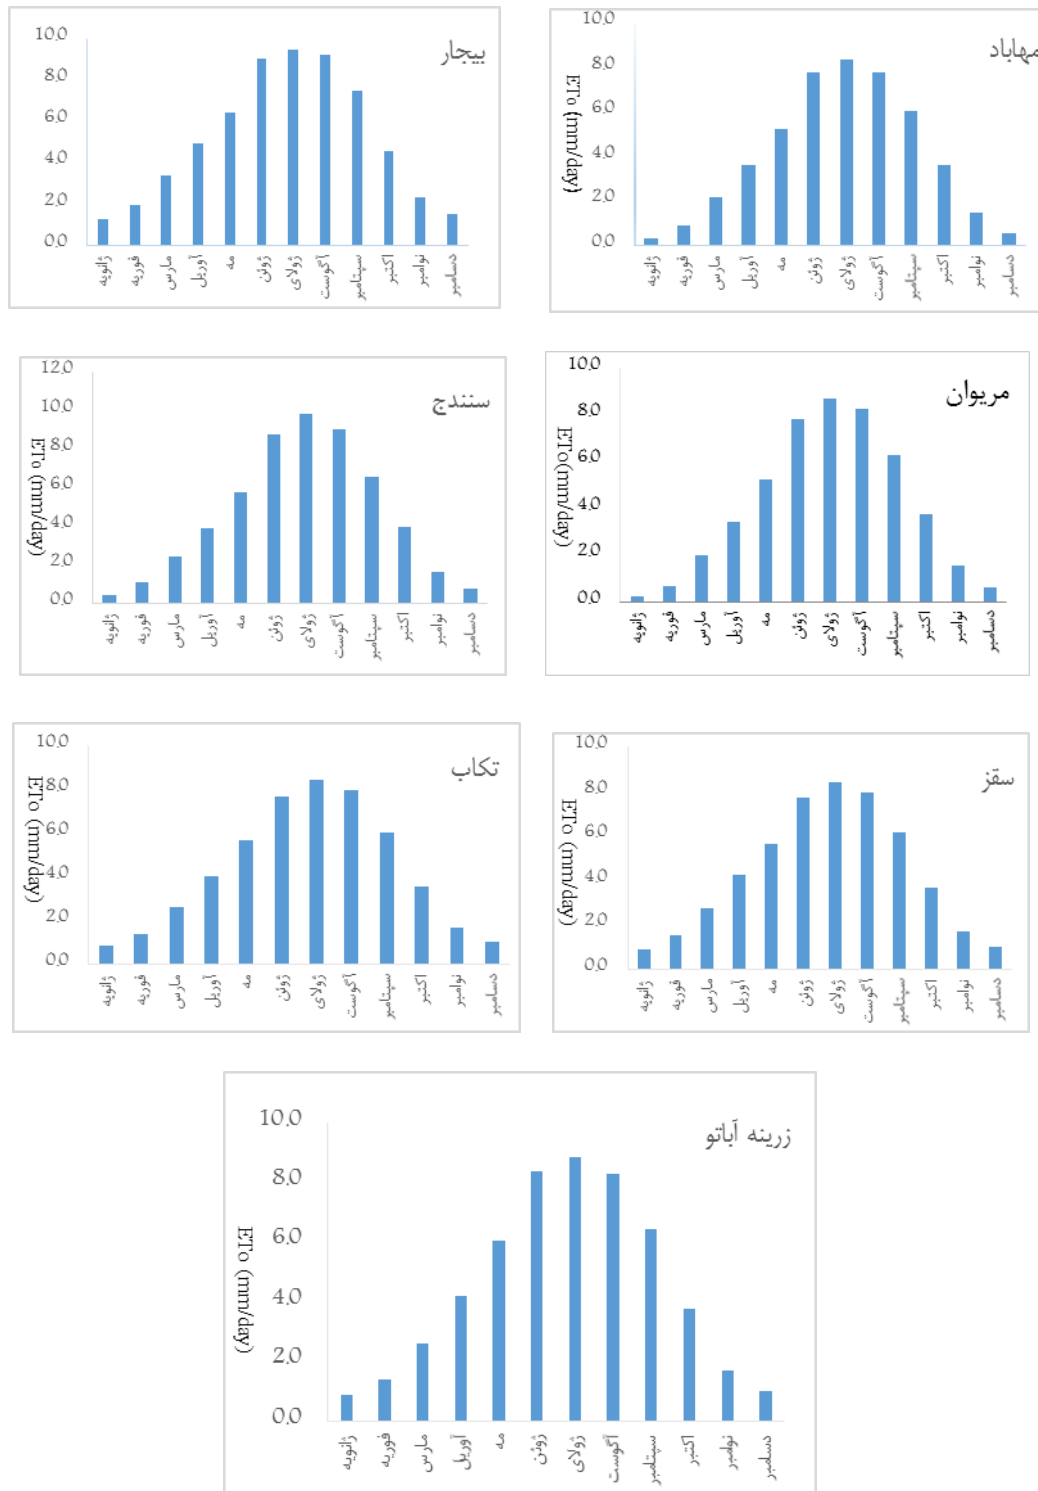 بیجار
10.0
8.0
6.0
4.0
2.0
0.0
ژانویه
فوریه
مارس
آوریل
مه
ژوئن
ژولای
آگوست
سپتامبر
اکتبر
نوامبر
دسامبر
مهاباد
ETo (mm/day)
10.0
8.0
6.0
4.0
2.0
0.0
ژانویه
فوریه
مارس
آوریل
مه
ژوئن
ژولای
آگوست
سپتامبر
اکتبر
نوامبر
دسامبر
سنندج
ETo (mm/day)
12.0
10.0
8.0
6.0
4.0
2.0
0.0
ژانویه
فوریه
مارس
آوریل
مه
ژوئن
ژولای
آگوست
سپتامبر
اکتبر
نوامبر
دسامبر
مریوان
ETo(mm/day)
10.0
8.0
6.0
4.0
2.0
0.0
ژانویه
فوریه
مارس
آوریل
مه
ژوئن
ژولای
آگوست
سپتامبر
اکتبر
نوامبر
دسامبر
تکاب
ETo (mm/day)
10.0
8.0
6.0
4.0
2.0
0.0
ژانویه
فوریه
مارس
آوریل
مه
ژوئن
ژولای
آگوست
سپتامبر
اکتبر
نوامبر
دسامبر
سقز
ETo (mm/day)
10.0
8.0
6.0
4.0
2.0
0.0
ژانویه
فوریه
مارس
آوریل
مه
ژوئن
ژولای
آگوست
سپتامبر
اکتبر
نوامبر
دسامبر
زرینه آباتو
ETo (mm/day)
10.0
8.0
6.0
4.0
2.0
0.0
ژانویه
فوریه
مارس
آوریل
مه
ژوئن
ژولای
آگوست
سپتامبر
اکتبر
نوامبر
دسامبر